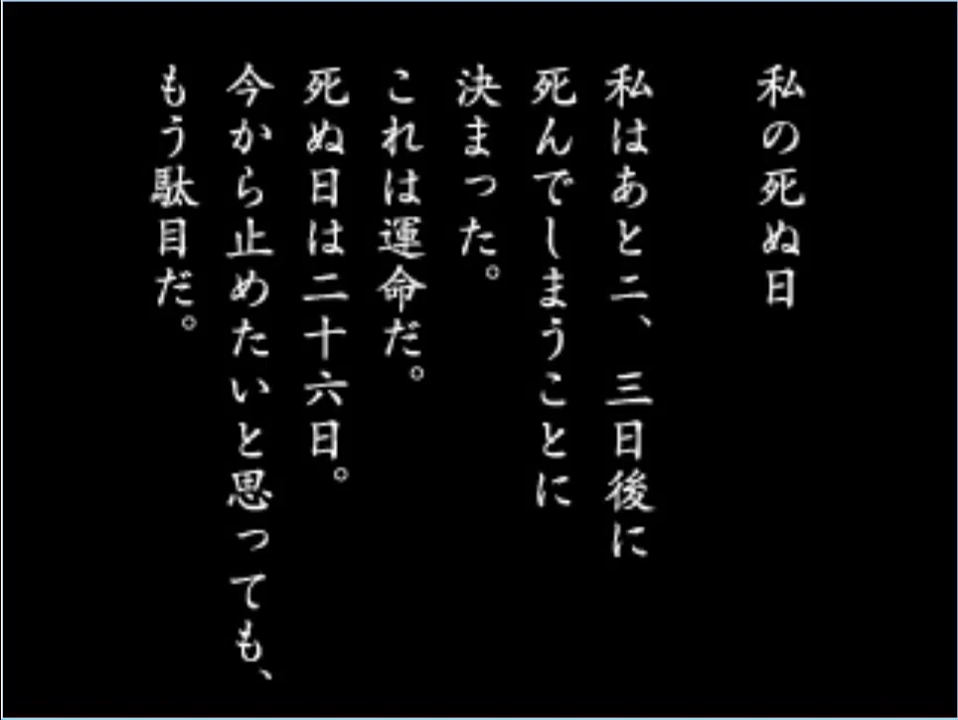 私の死ぬ日
私はあと二、三日後に
死んでしまうことに
決まった。
これは運命だ。
死ぬ日は二十六日。
今から止めたいと思っても、
もう駄目だ。